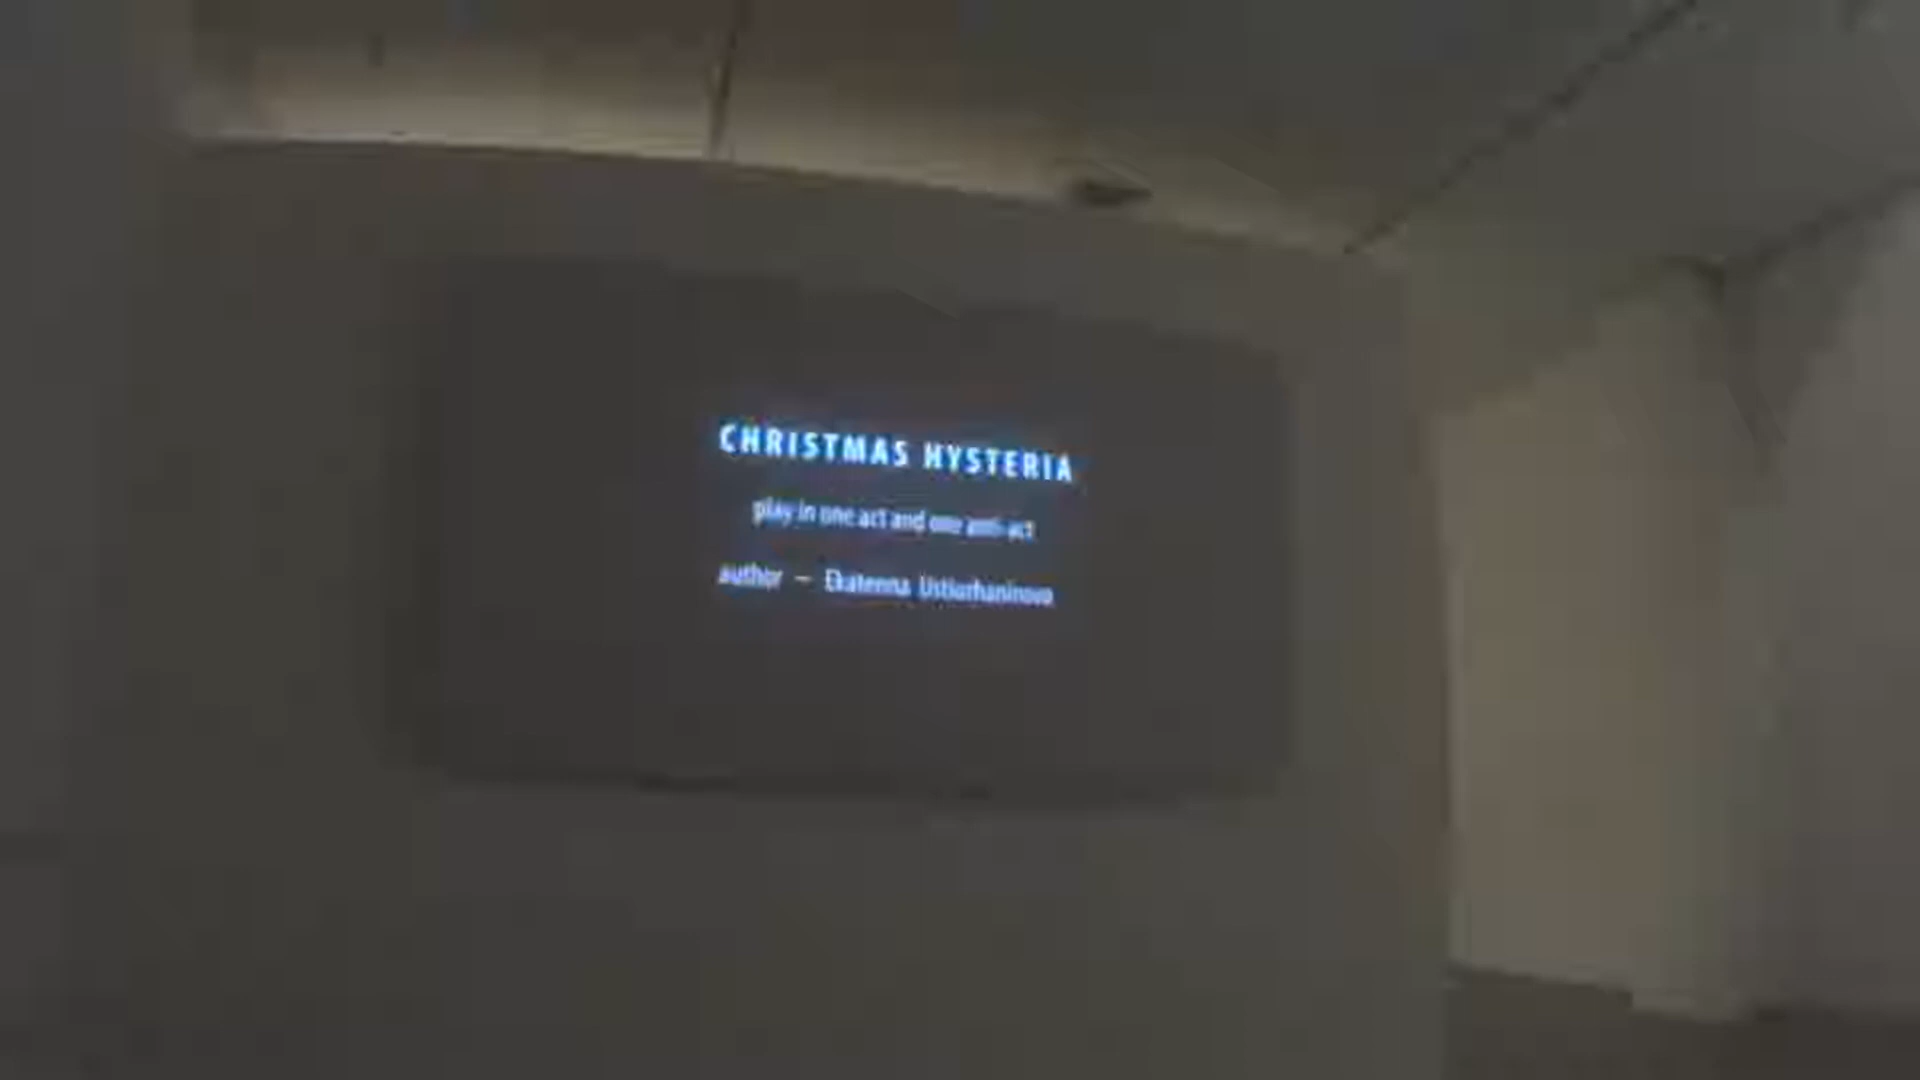 CHRISTMAS HYSTERIA
play in one act and one anti-act
author – Ekaterina